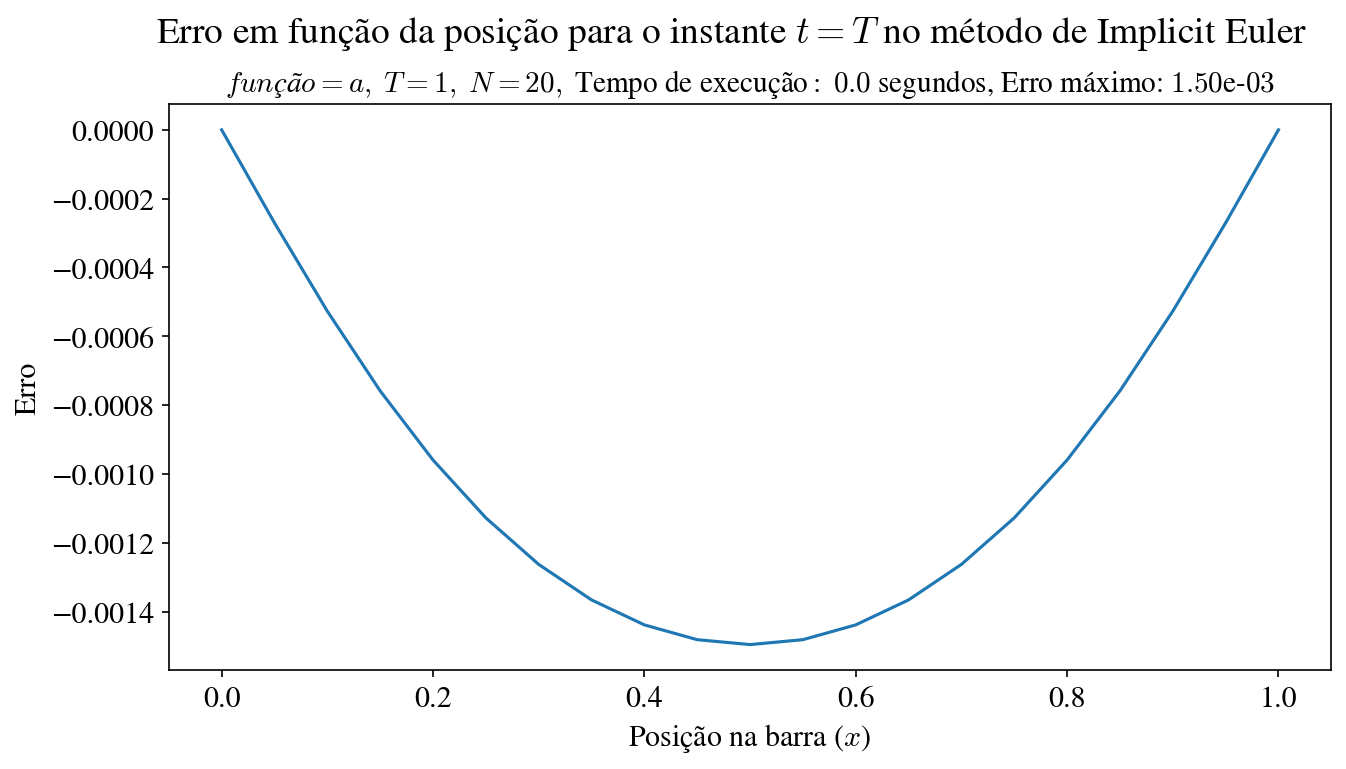 Erro em função da posição para o instante t = T no método de Implicit Euler
função = a, T = 1, N = 20, Tempo de execução : 0.0 segundos, Erro máximo: 1.50e-03
0.0000
−0.0002
−0.0004
−0.0006
−0.0008
−0.0010
−0.0012
−0.0014
Erro
0.0 0.2 0.4 0.6 0.8 1.0
Posição na barra (x)